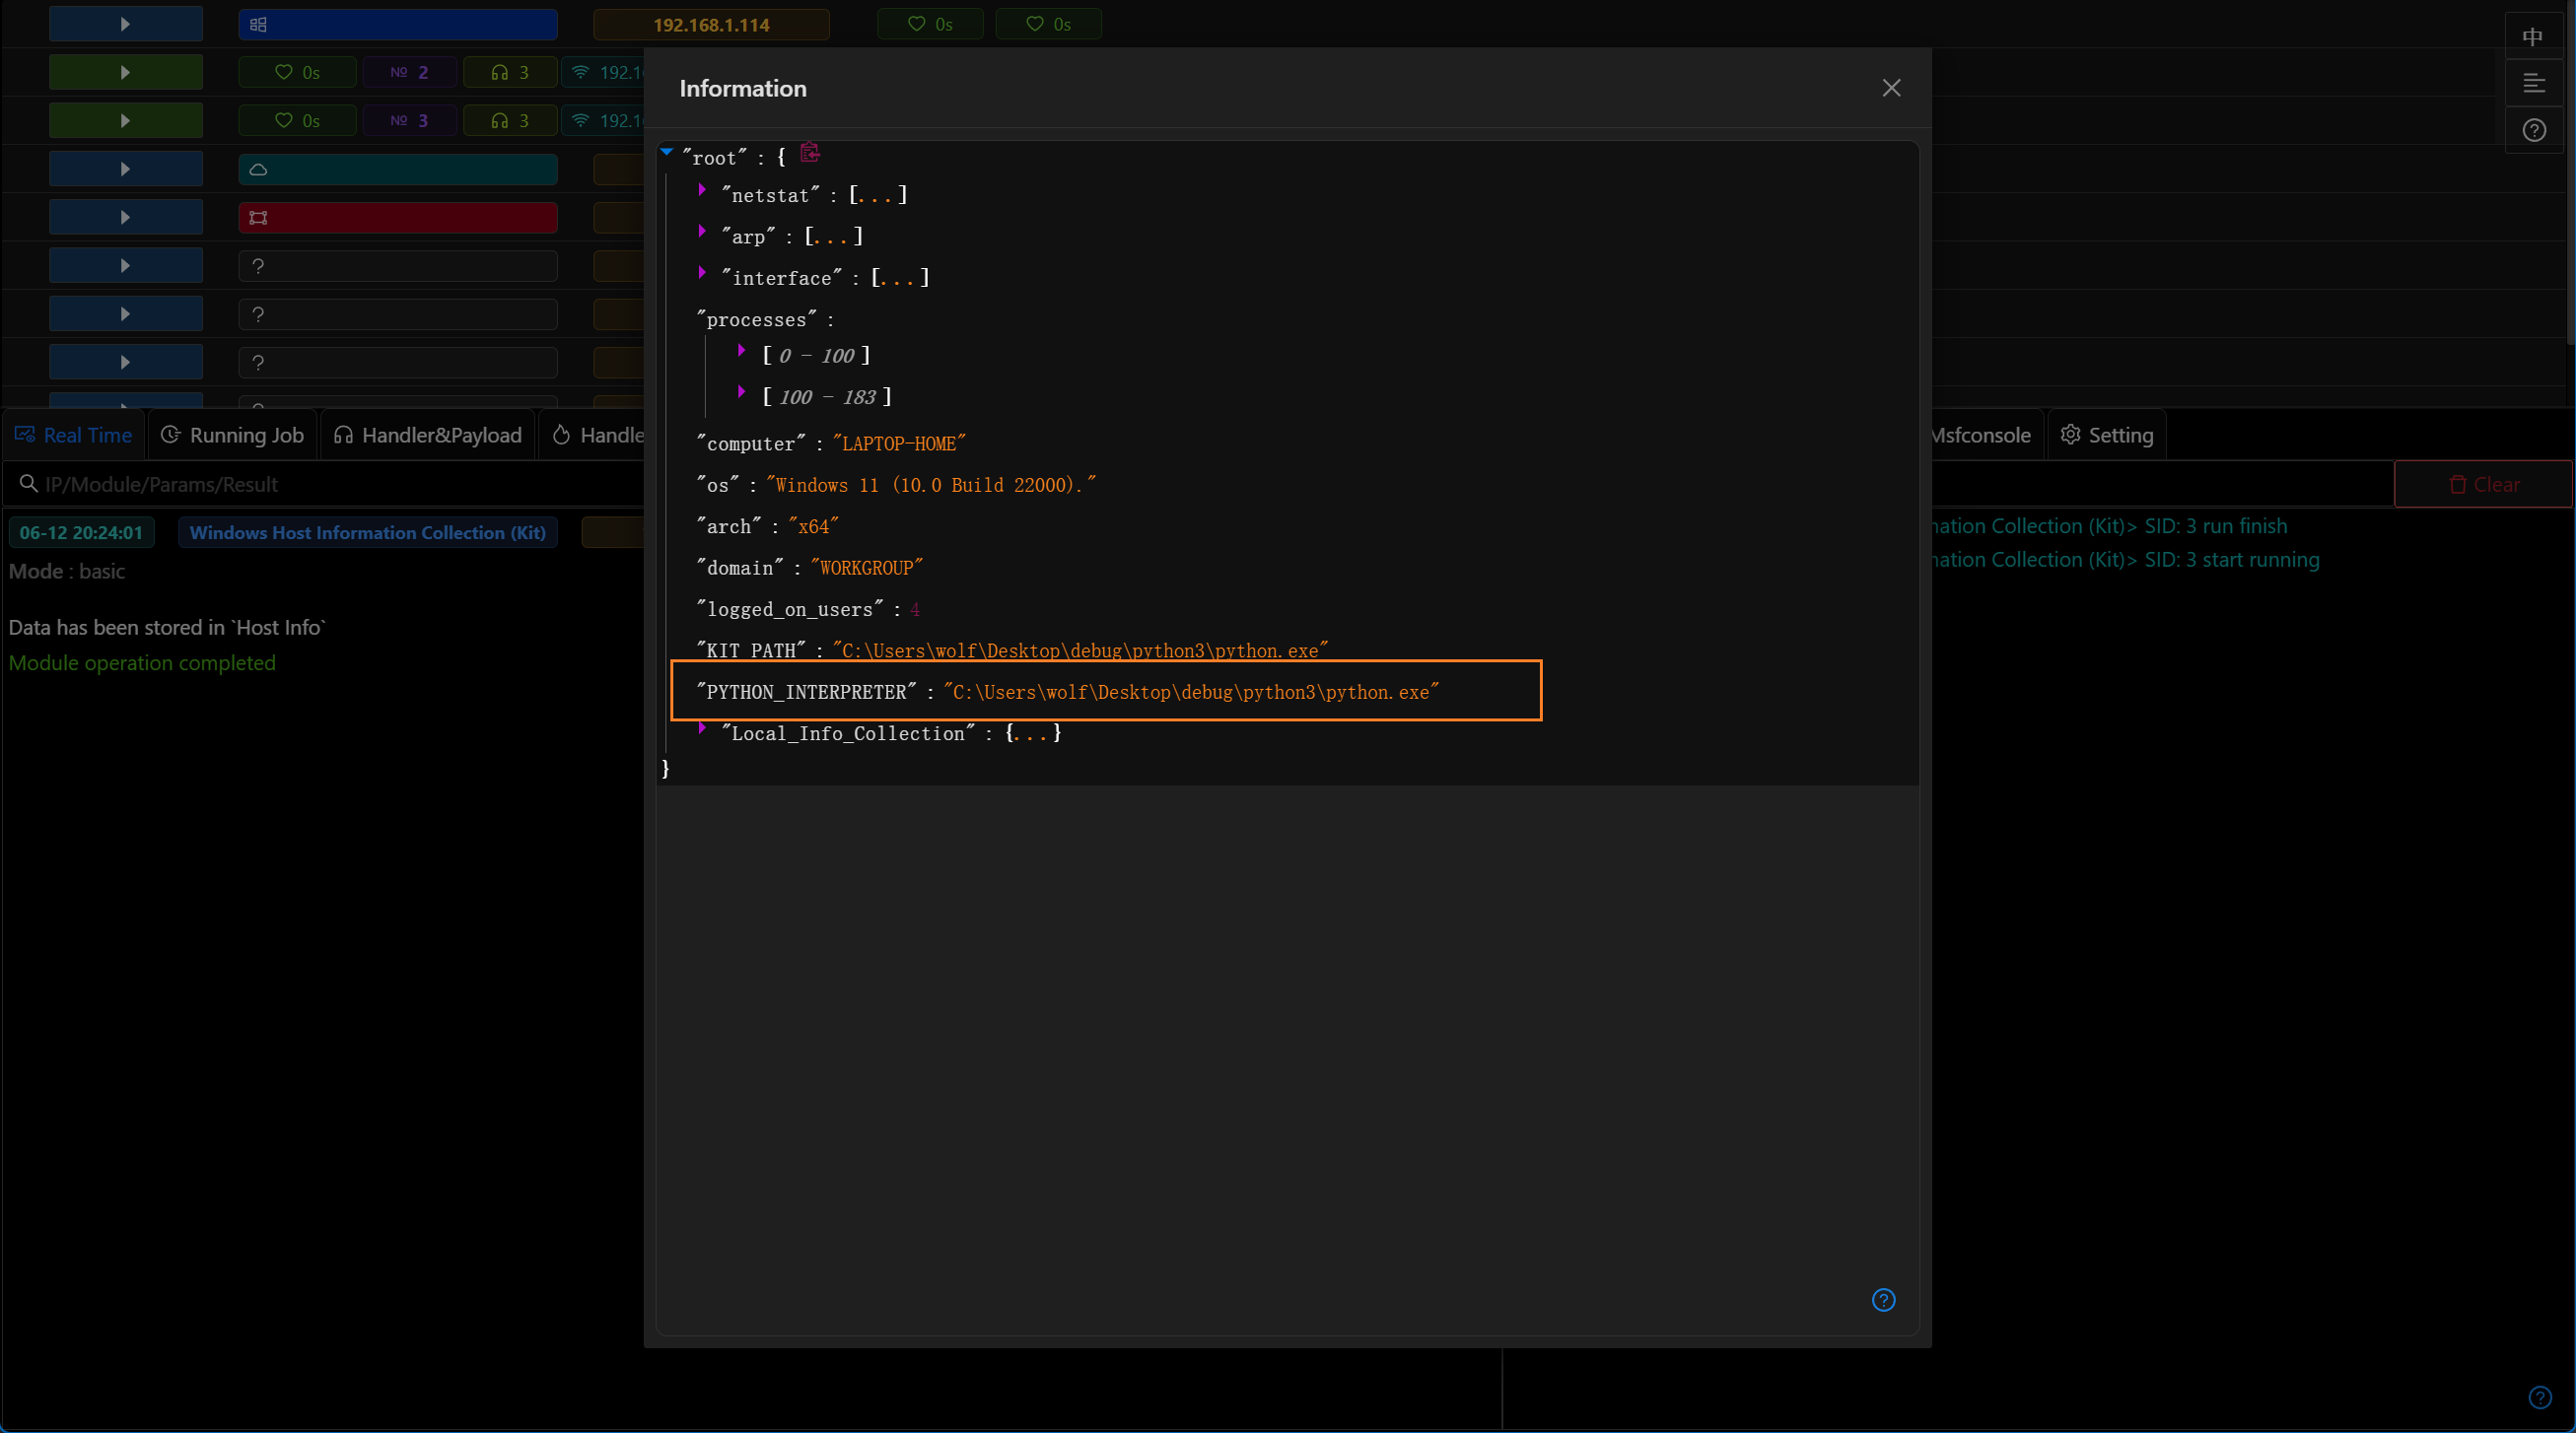 192.168.1.114 0s 0s
中
0s № 2 3 192.1
0s № 3 3 192.1
Information
"root" : {
"netstat" : [...]
"arp" : [...]
"interface" : [...]
"processes" :
[ 0 - 100 ]
[ 100 - 183 ]
"computer" : "LAPTOP-HOME"
"os" : "Windows 11 (10.0 Build 22000)."
"arch" : "x64"
"domain" : "WORKGROUP"
"logged_on_users" : 4
"KIT_PATH" : "C:\Users\wolf\Desktop\debug\python3\python.exe"
"PYTHON_INTERPRETER" : "C:\Users\wolf\Desktop\debug\python3\python.exe"
"Local_Info_Collection" : {...}
}
Real Time Running Job Handler&Payload Handle Msfconsole Setting
IP/Module/Params/Result
Clear
06-12 20:24:01 Windows Host Information Collection (Kit)
Mode : basic
Data has been stored in `Host Info`
Module operation completed
nation Collection (Kit)> SID: 3 run finish
nation Collection (Kit)> SID: 3 start running